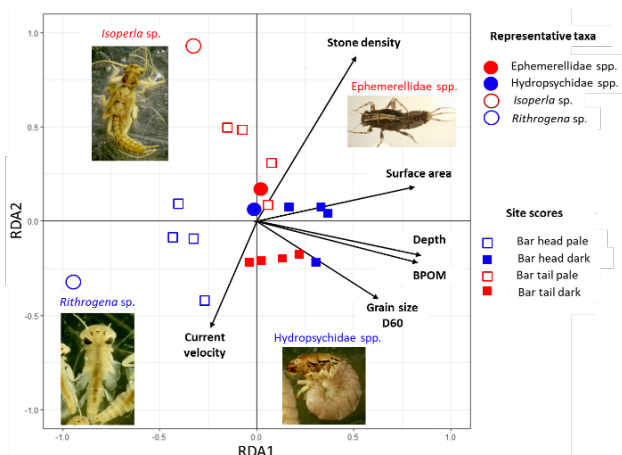 Isoperla sp.
Stone density
Ephemerellidae spp.
Surface area
Depth
BPOM
Grain size
D60
Current
velocity
Rithrogena sp.
Hydropsychidae spp.
1.0
0.5
0.0
-0.5
-1.0
RDA2
-1.0
-0.5
0.0
0.5
1.0
RDA1
Representative taxa
Ephemerellidae spp.
Hydropsychidae spp.
Isoperla sp.
Rithrogena sp.
Site scores
Bar head pale
Bar head dark
Bar tail pale
Bar tail dark